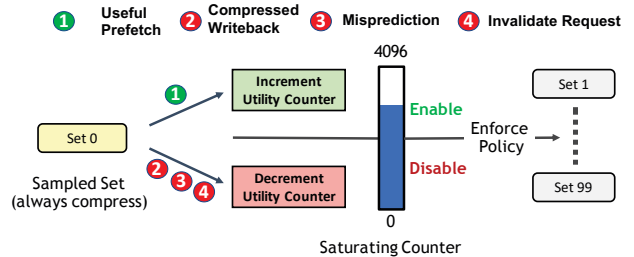 1 Useful Prefetch
2 Compressed Writeback
3 Misprediction
4 Invalidate Request
4096
1
Increment
Utility Counter
Set 1
Enable
Set 0
Enforce
Policy
2
3
4
Disable
Decrement
Utility Counter
Set 99
Sampled Set
(always compress)
0
Saturating Counter